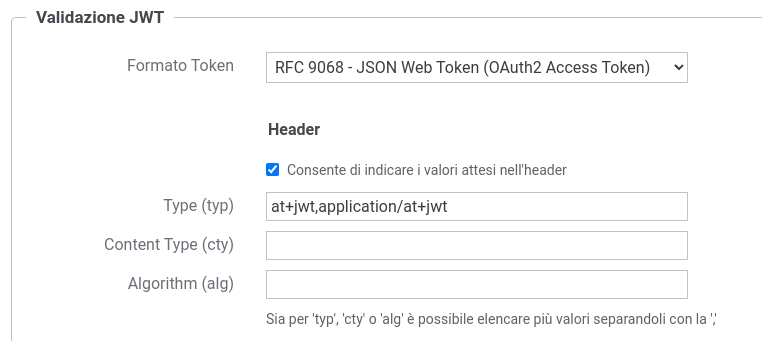 Validazione JWT
Formato Token RFC 9068 - JSON Web Token (OAuth2 Access Token)
Header
Consente di indicare i valori attesi nell'header
Type (typ) at+jwt,application/at+jwt
Content Type (cty)
Algorithm (alg)
Sia per 'typ', 'cty' o 'alg' è possibile elencare più valori separandoli con la ','